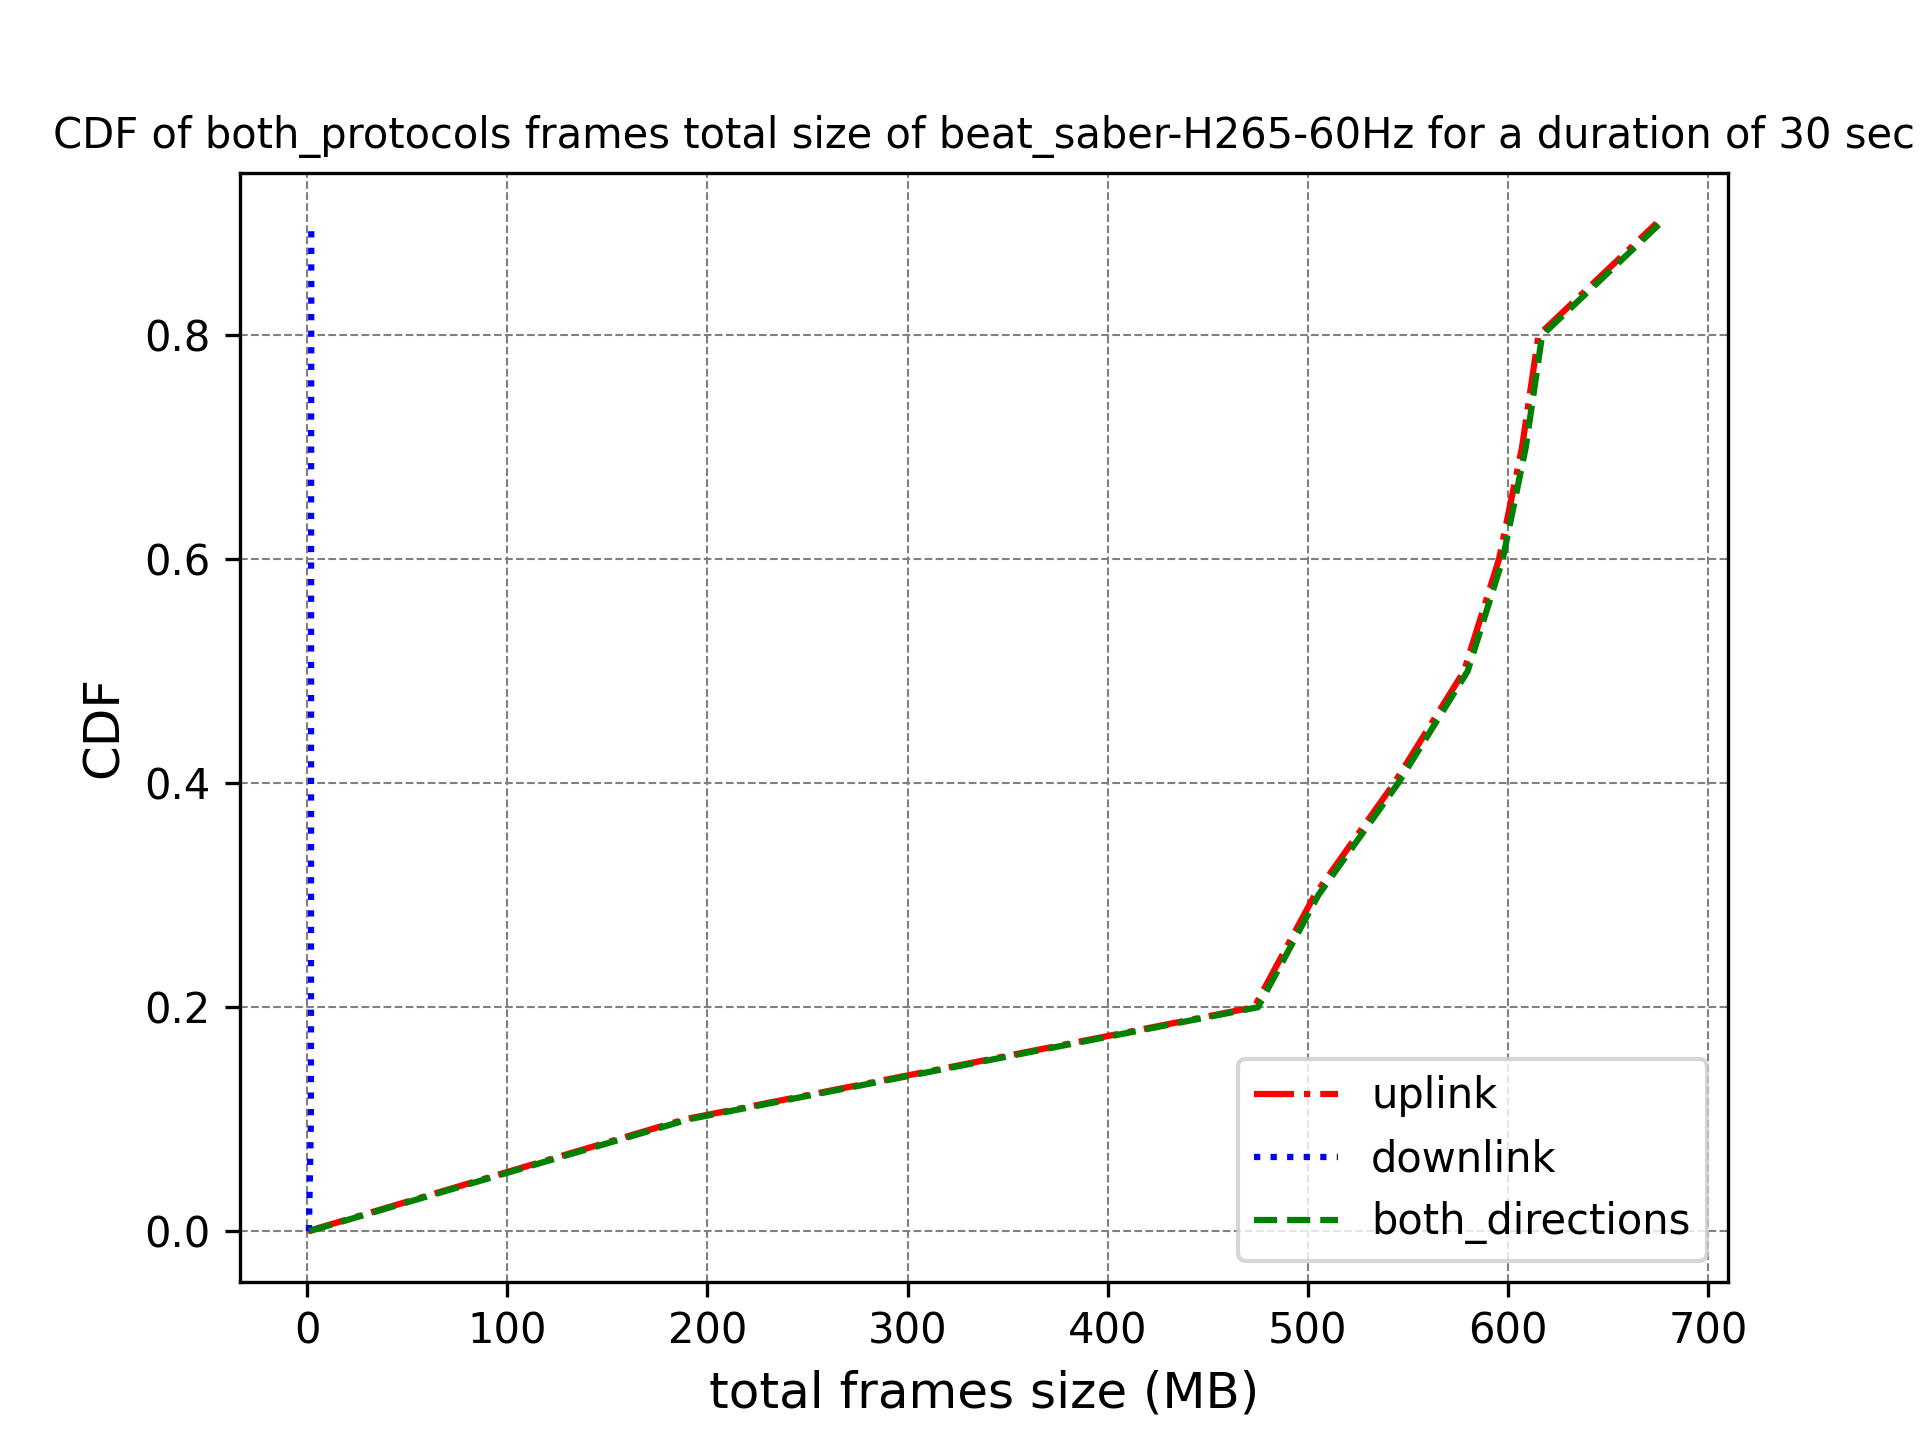 CDF of both_protocols frames total size of beat_saber-H265-60Hz for a duration of 30 sec
0.8
0.6
0.4
0.2
0.0
CDF
uplink
downlink
both_directions
0 100 200 300 400 500 600 700
total frames size (MB)